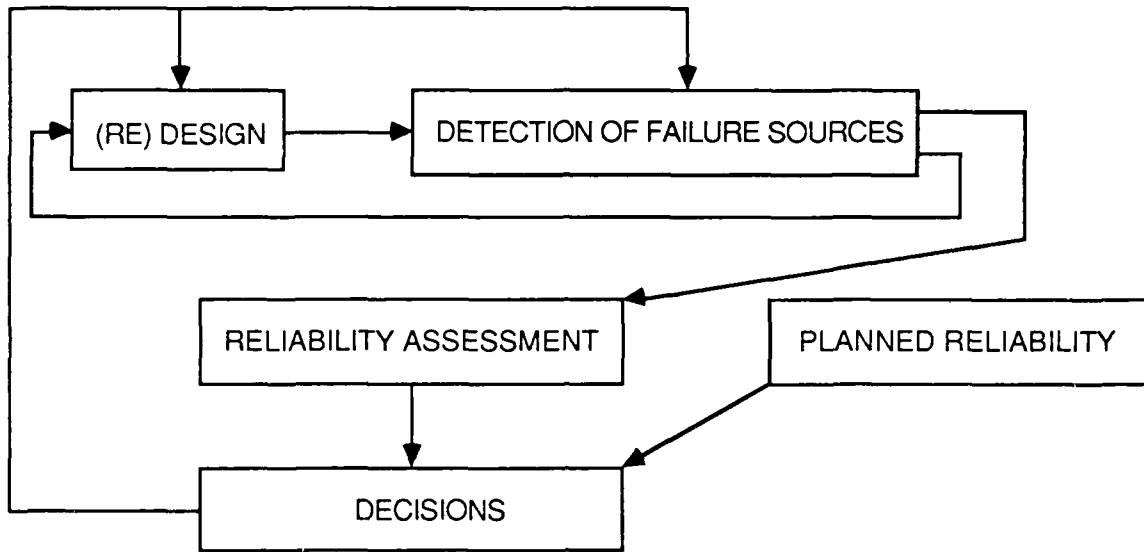 (RE) DESIGN
DETECTION OF FAILURE SOURCES
RELIABILITY ASSESSMENT
PLANNED RELIABILITY
DECISIONS